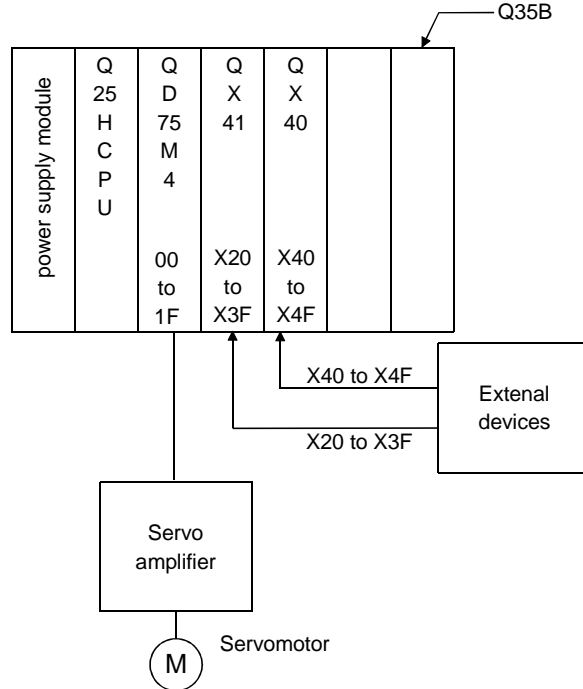 Q35B
power supply module
Q
25
H
C
P
U
Q
D
75
M
4
00
to
1F
Q
X
41
X20
to
X3F
Q
X
40
X40
to
X4F
X40 to X4F
X20 to X3F
Extenal
devices
Servo
amplifier
Servomotor
M